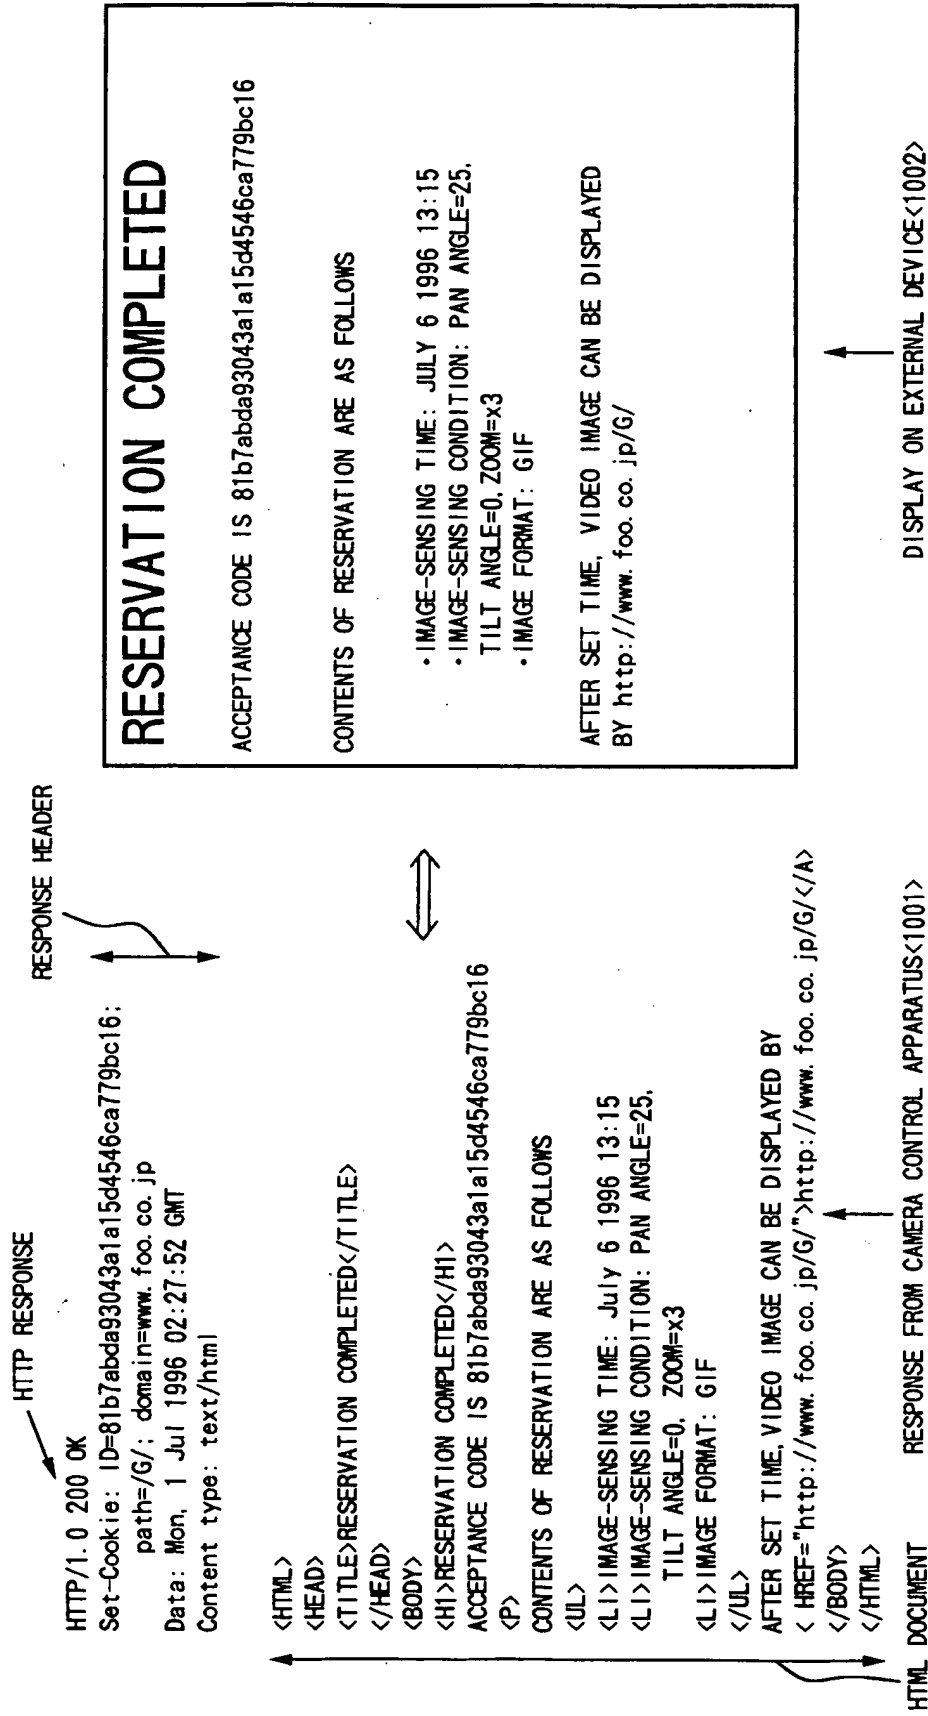 HTTP RESPONSE
RESPONSE HEADER
HTTP/1.0 200 OK
Set-Cookie: ID=81b7abda93043a1a15d4546ca779bc16;
path=/G/; domain=www.foo.co.jp
Data: Mon, 1 Jul 1996 02:27:52 GMT
Content type: text/html
<HTML>
<HEAD>
<TITLE>RESERVATION COMPLETED</TITLE>
</HEAD>
<BODY>
<H1>RESERVATION COMPLETED</H1>
ACCEPTANCE CODE IS 81b7abda93043a1a15d4546ca779bc16
<P>
CONTENTS OF RESERVATION ARE AS FOLLOWS
<UL>
<LI>IMAGE-SENSING TIME: July 6 1996 13:15
<LI>IMAGE-SENSING CONDITION: PAN ANGLE=25,
TILT ANGLE=0, ZOOM=x3
<LI>IMAGE FORMAT: GIF
</UL>
AFTER SET TIME, VIDEO IMAGE CAN BE DISPLAYED BY
< HREF="http://www.foo.co.jp/G/">http://www.foo.co.jp/G/</A>
</BODY>
</HTML>
HTML DOCUMENT
RESPONSE FROM CAMERA CONTROL APPARATUS<1001>
RESERVATION COMPLETED
ACCEPTANCE CODE IS 81b7abda93043a1a15d4546ca779bc16
CONTENTS OF RESERVATION ARE AS FOLLOWS
・IMAGE-SENSING TIME: JULY 6 1996 13:15
・IMAGE-SENSING CONDITION: PAN ANGLE=25,
TILT ANGLE=0, ZOOM=x3
・IMAGE FORMAT: GIF
AFTER SET TIME, VIDEO IMAGE CAN BE DISPLAYED
BY http://www.foo.co.jp/G/
DISPLAY ON EXTERNAL DEVICE<1002>